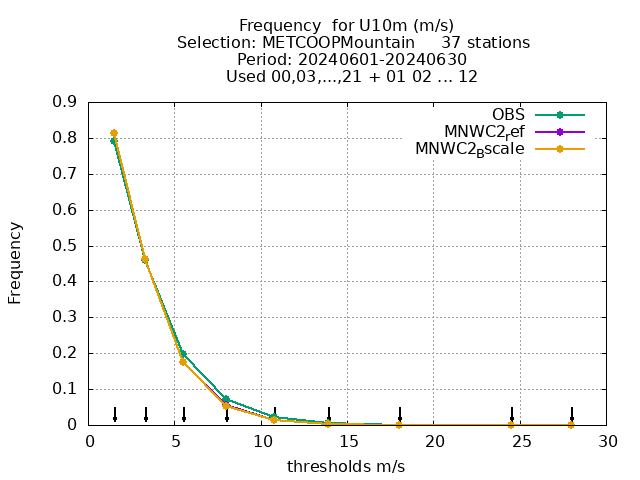 Frequency  for U10m (m/s)
Selection: METCOOPMountain     37 stations
Period: 20240601-20240630
Used 00,03,...,21 + 01 02 ... 12
OBS
MNWC2ref
MNWC2Bscale
0.9
0.8
0.7
0.6
0.5
0.4
0.3
0.2
0.1
0
Frequency
0 5 10 15 20 25 30
thresholds m/s